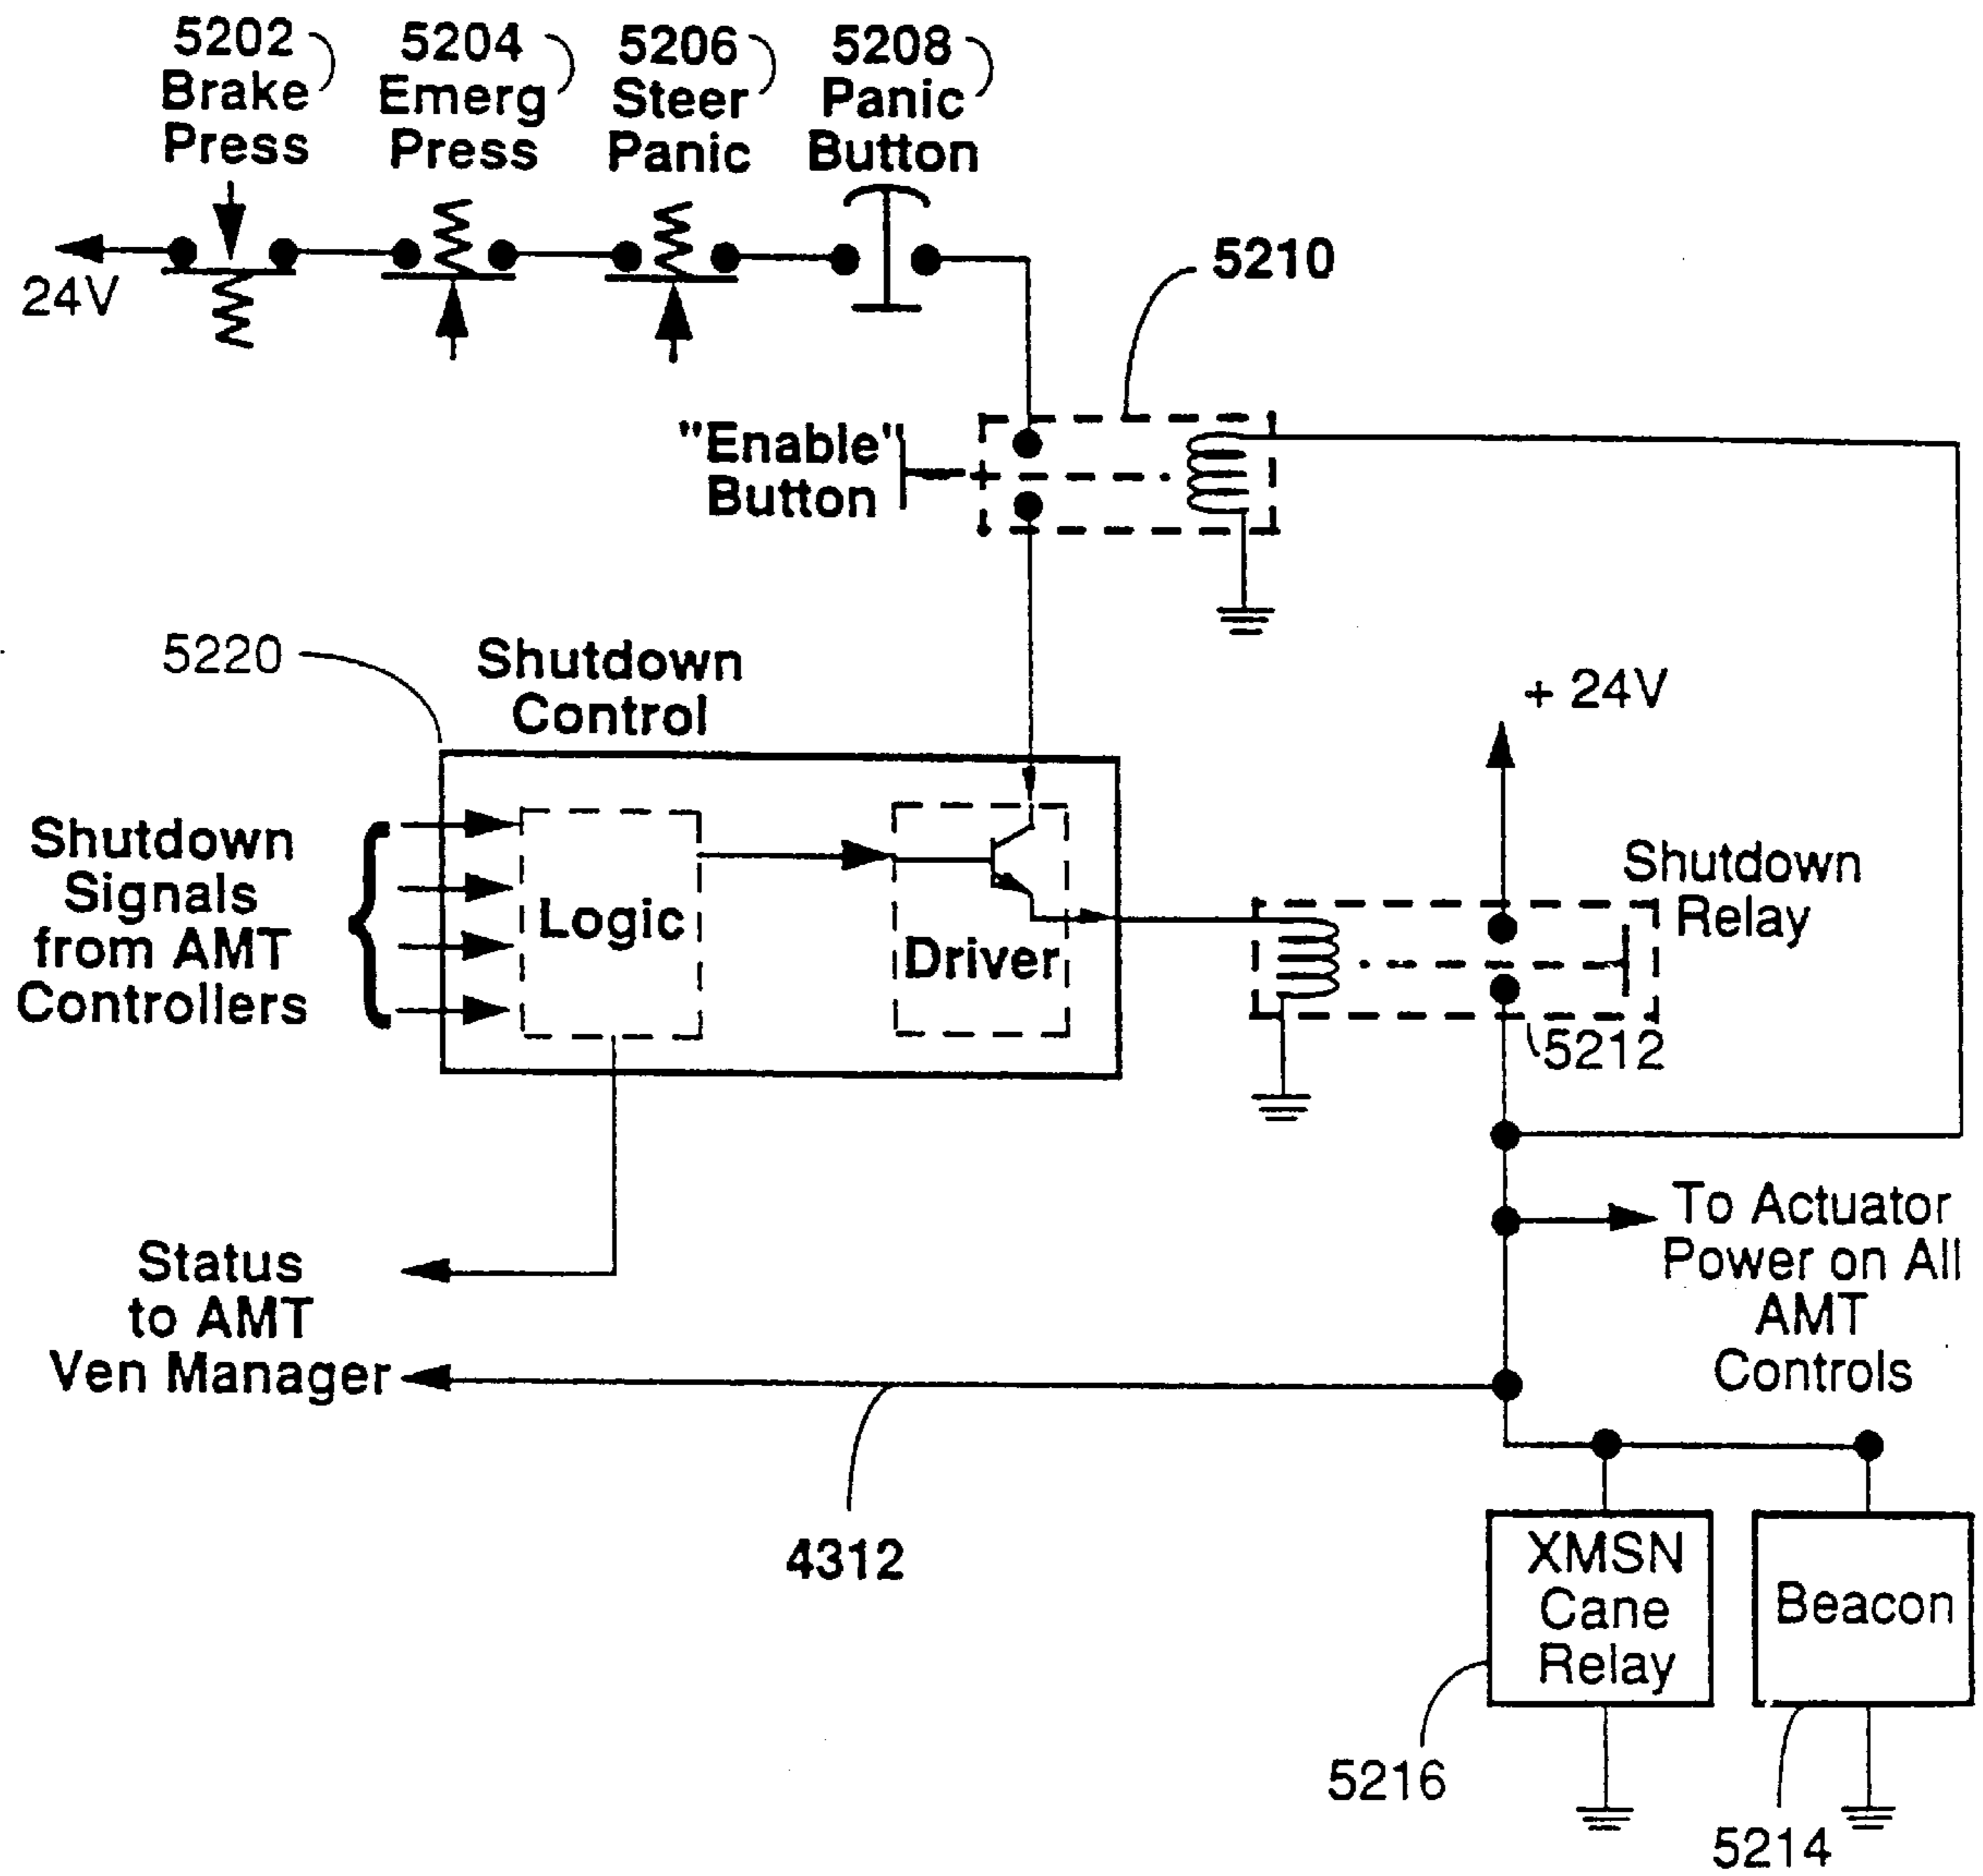 5202
Brake
Press
5204
Emerg
Press
5206
Steer
Panic
5208
Panic
Button
24V
5210
"Enable"
Button
5220
Shutdown
Control
+ 24V
Shutdown
Signals
from AMT
Controllers
Logic
Driver
Shutdown
Relay
5212
To Actuator
Power on All
AMT
Controls
Status
to AMT
Ven Manager
4312
XMSN
Cane
Relay
Beacon
5216
5214